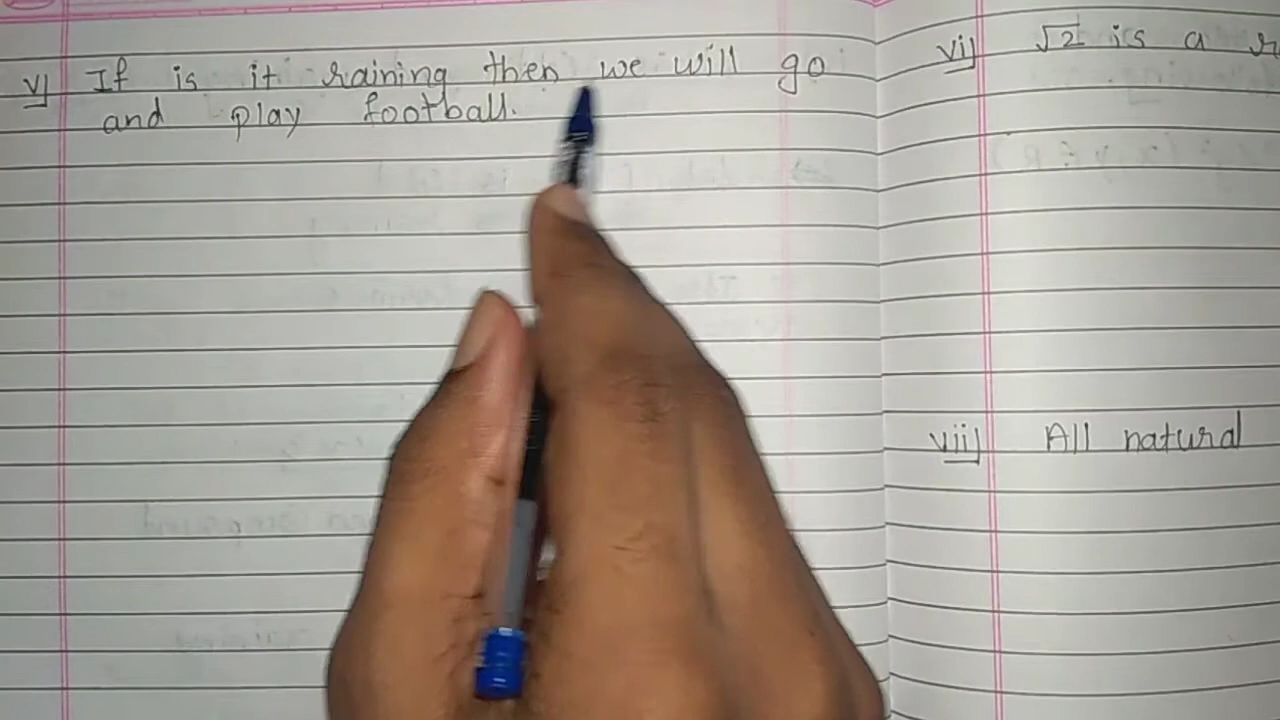 v) If is it raining then we will go
and play football.
vi) √2 is a
vii) All natural